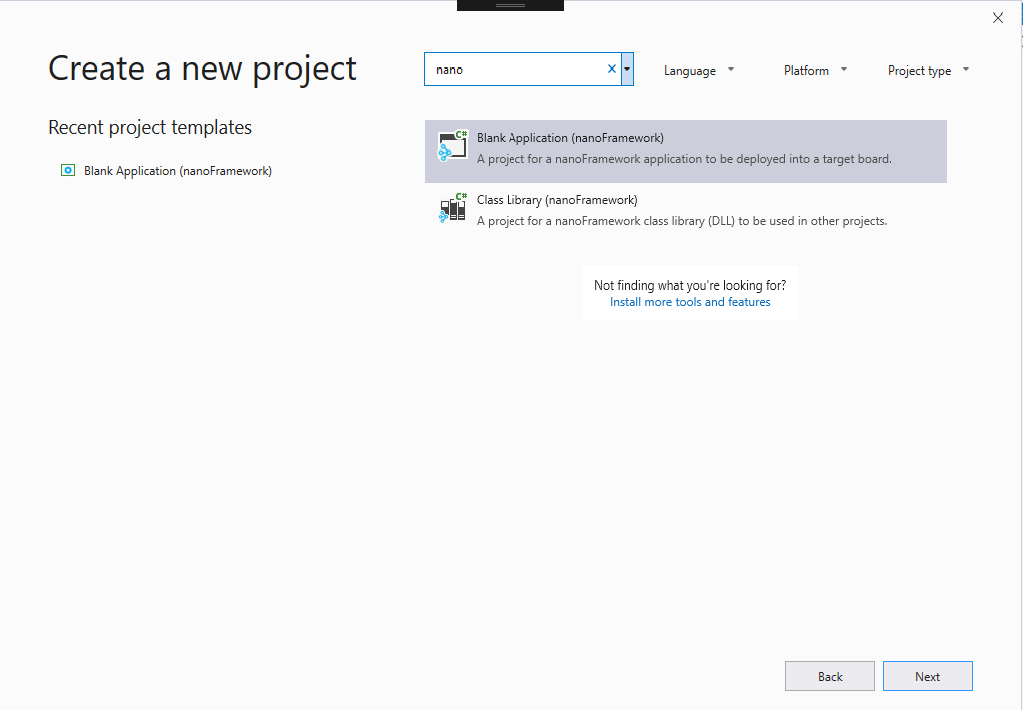 Create a new project
nano
Language
Platform
Project type
Recent project templates
Blank Application (nanoFramework)
C#
Blank Application (nanoFramework)
A project for a nanoFramework application to be deployed into a target board.
C#
Class Library (nanoFramework)
A project for a nanoFramework class library (DLL) to be used in other projects.
Not finding what you're looking for?
Install more tools and features
Back
Next